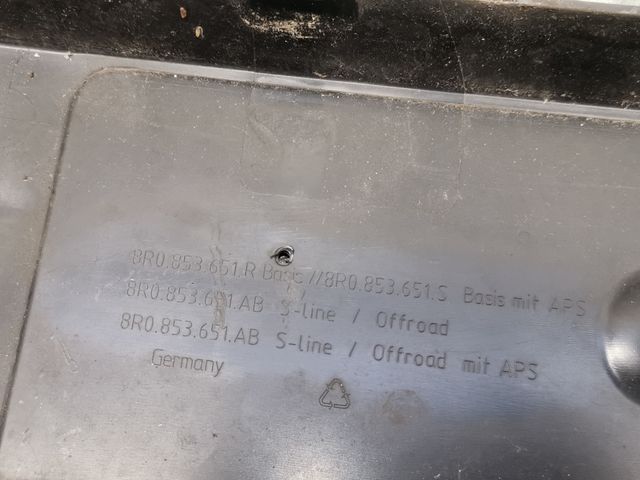 8R0.853.651.R Basis //8R0.853.651.S Basis mit APS
8R0.853.651.AB S-line / Offroad
8R0.853.651.AB S-line / Offroad mit APS
Germany